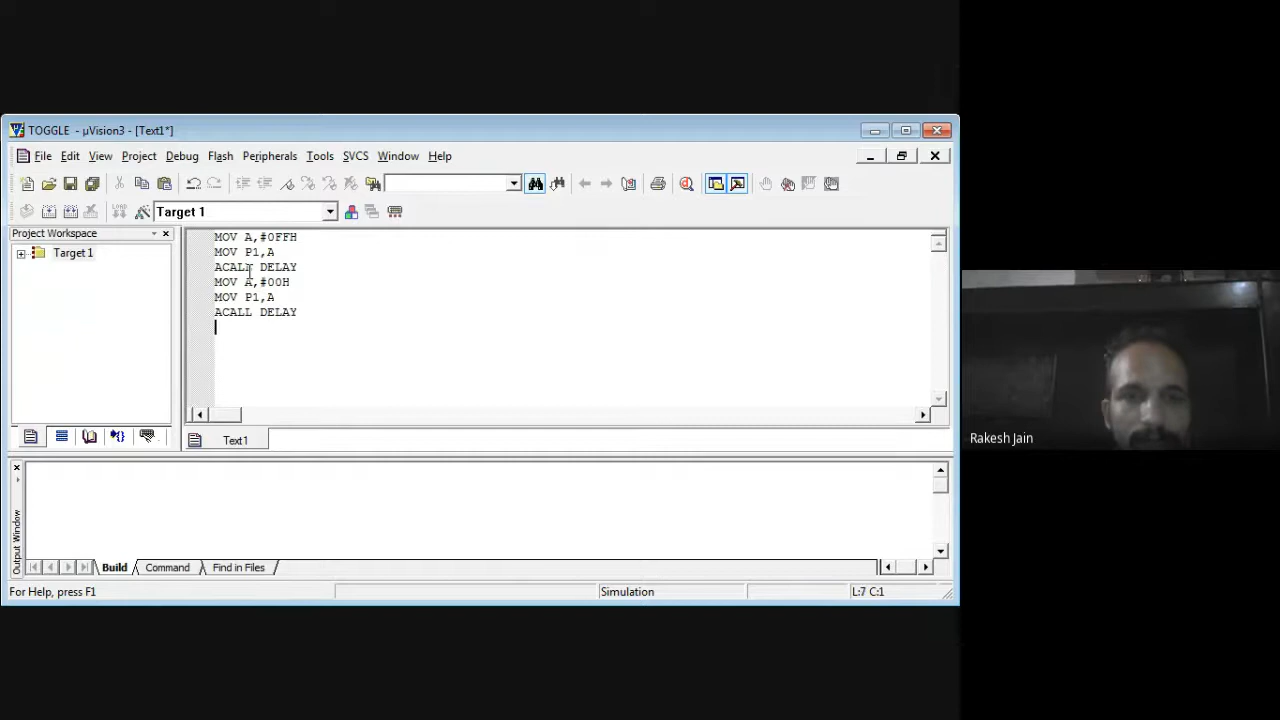 TOGGLE - µVision3 - [Text1*]
File Edit View Project Debug Flash Peripherals Tools SVCS Window Help
Target 1
Project Workspace
Target 1
MOV A,#0FFH
MOV P1,A
ACALL DELAY
MOV A,#00H
MOV P1,A
ACALL DELAY
Text1
Output Window
Build Command Find in Files
For Help, press F1
Simulation
L:7 C:1
Rakesh Jain